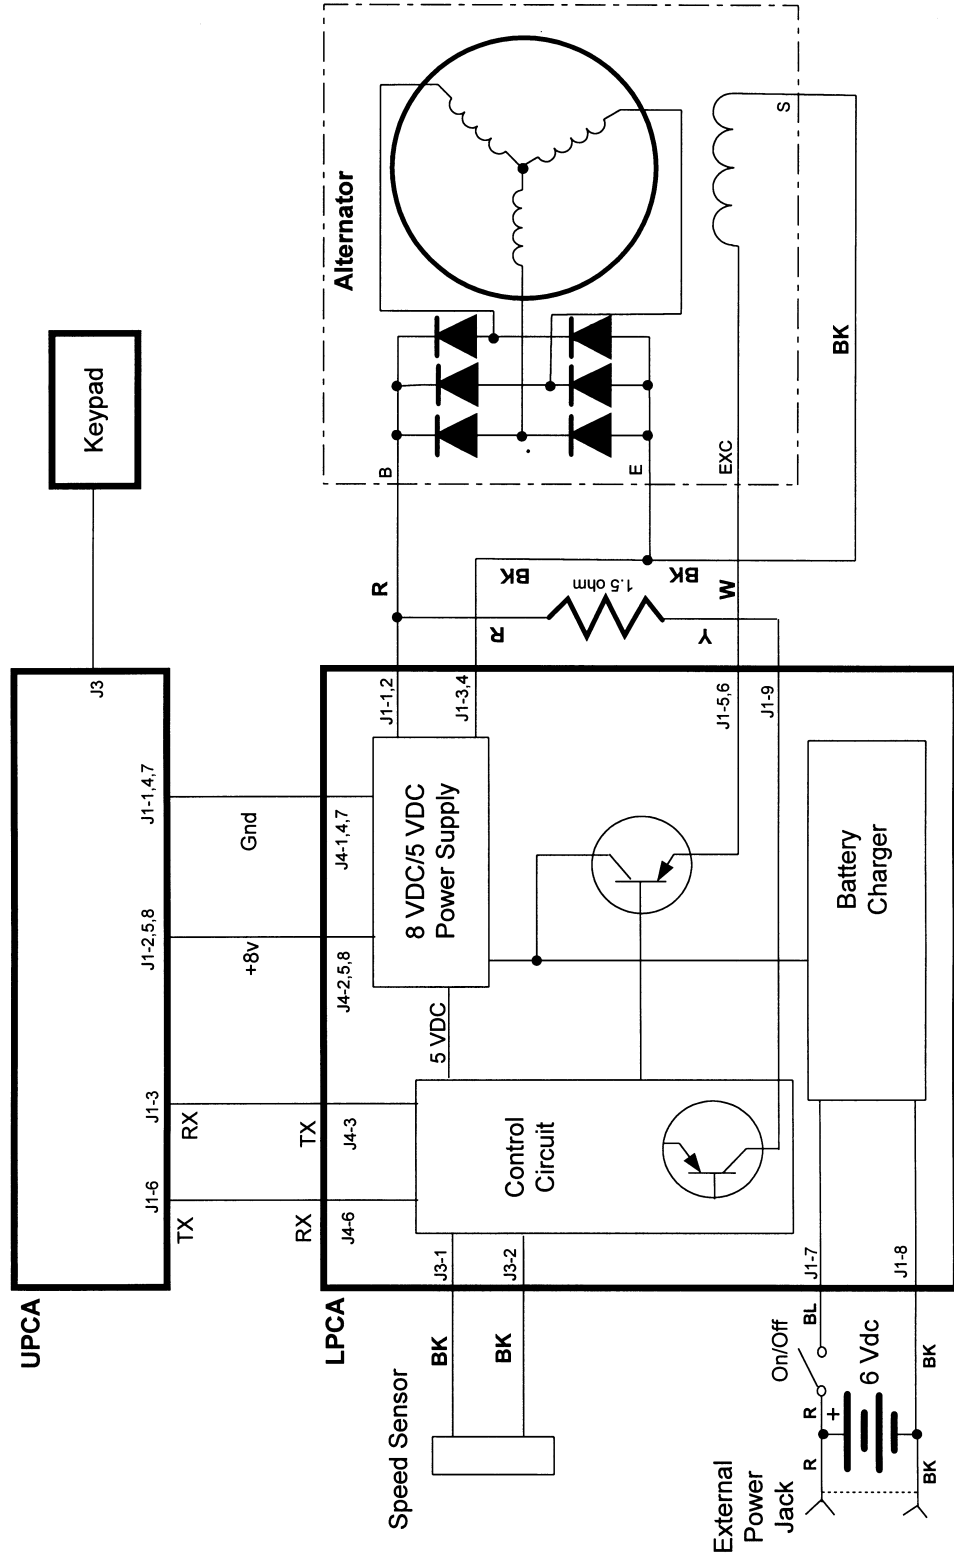 UPCA
TX
J1-6
RX
J1-3
+8v
J1-2,5,8
Gnd
J1-1,4,7
J3
Keypad
LPCA
RX
J4-6
TX
J4-3
J4-2,5,8
J4-1,4,7
5 VDC
8 VDC/5 VDC
Power Supply
J1-1,2
J1-3,4
R
BK
R
1.5 ohm
BK
Y
W
B
E
EXC
Alternator
S
BK
Speed Sensor
BK
BK
J3-1
J3-2
Control
Circuit
J1-5,6
J1-9
Battery
Charger
J1-7
J1-8
External
Power
Jack
R
R
BL
On/Off
+
6 Vdc
BK
BK